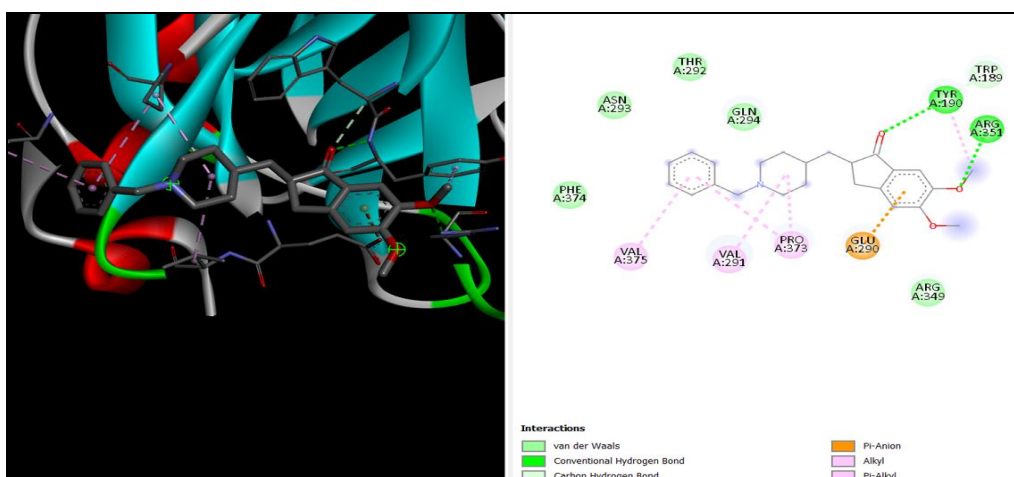 THR
A:292
TRP
A:189
TYR
A:190
ASN
A:293
GLN
A:294
ARG
A:351
O
PHE
A:374
N
O
O
VAL
A:375
VAL
A:291
PRO
A:373
GLU
A:290
ARG
A:349
Interactions
van der Waals
Conventional Hydrogen Bond
Carbon Hydrogen Bond
Pi-Anion
Alkyl
Pi-Alkyl